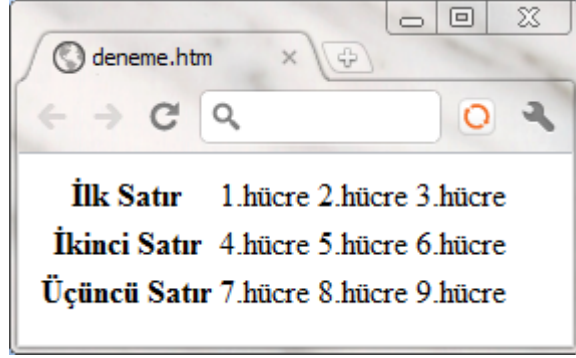 deneme.htm
İlk Satır 1.hücre 2.hücre 3.hücre
İkinci Satır 4.hücre 5.hücre 6.hücre
Üçüncü Satır 7.hücre 8.hücre 9.hücre